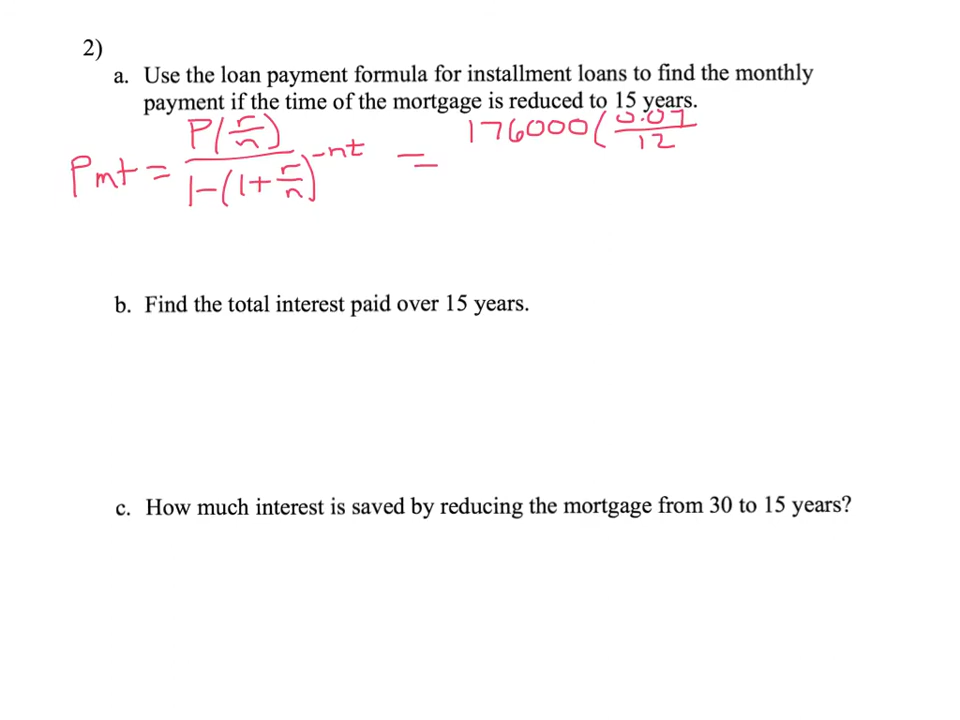 2)
a. Use the loan payment formula for installment loans to find the monthly
payment if the time of the mortgage is reduced to 15 years.
Pmt = P(r/n) / 1-(1+r/n)^-nt = 176000(0.07/12
b. Find the total interest paid over 15 years.
c. How much interest is saved by reducing the mortgage from 30 to 15 years?